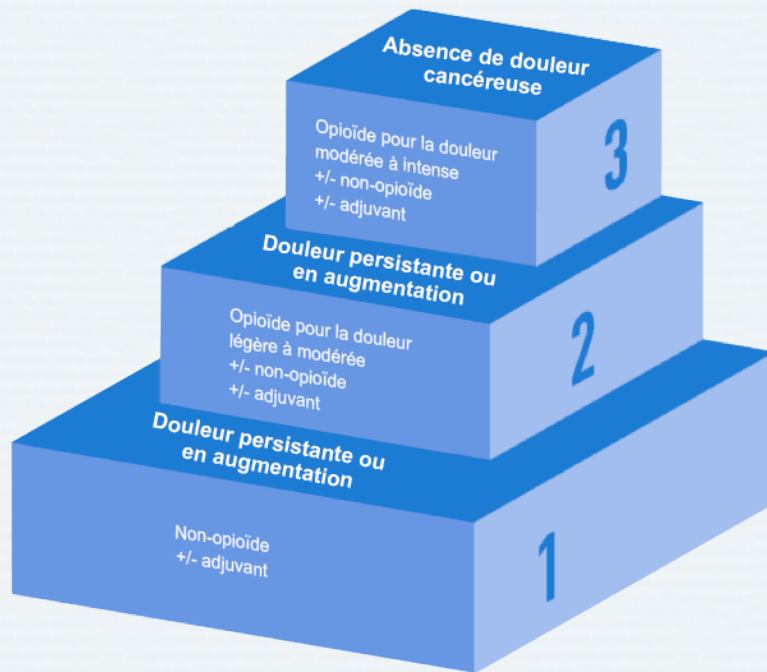 Absence de douleur
cancéreuse
Opioïde pour la douleur
modérée à intense
+/- non-opioïde
+/- adjuvant
3
Douleur persistante ou
en augmentation
Opioïde pour la douleur
légère à modérée
+/- non-opioïde
+/- adjuvant
2
Douleur persistante ou
en augmentation
Non-opioïde
+/- adjuvant
1